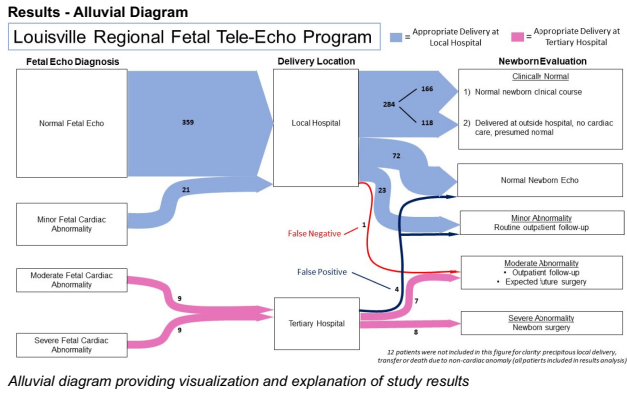 Results - Alluvial Diagram
Louisville Regional Fetal Tele-Echo Program
= Appropriate Delivery at
Local Hospital
= Appropriate Delivery at
Tertiary Hospital
Fetal Echo Diagnosis
Delivery Location
Newborn Evaluation
Normal Fetal Echo
359
Local Hospital
284
166
118
Clinically Normal
1) Normal newborn clinical course
2) Delivered at outside hospital, no cardiac
care, presumed normal
21
72
23
Normal Newborn Echo
Minor Fetal Cardiac
Abnormality
1
False Negative
Minor Abnormality
Routine outpatient follow-up
False Positive
4
Moderate Fetal Cardiac
Abnormality
9
7
Moderate Abnormality
• Outpatient follow-up
• Expected future surgery
Tertiary Hospital
9
8
Severe Fetal Cardiac
Abnormality
Severe Abnormality
Newborn surgery
12 patients were not included in this figure for clarity: precipitous local delivery,
transfer or death due to non-cardiac anomaly (all patients included in results analysis)
Alluvial diagram providing visualization and explanation of study results